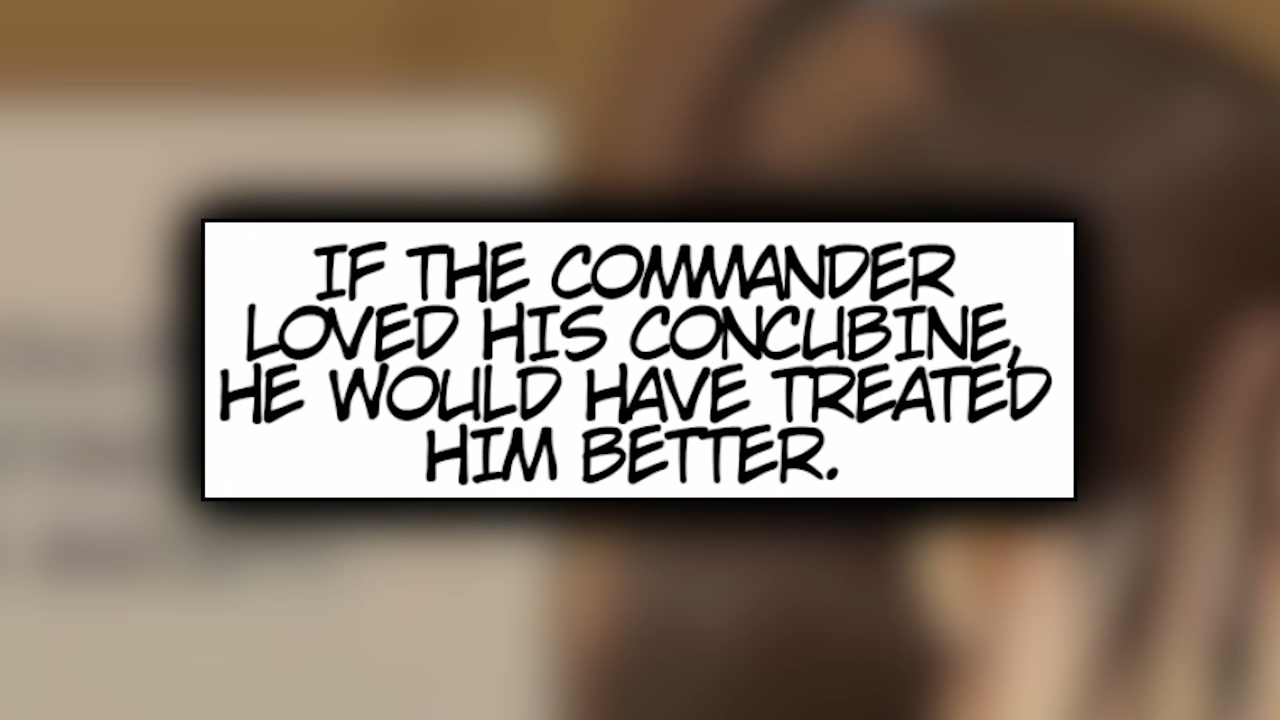 IF THE COMMANDER
LOVED HIS CONCUBINE,
HE WOULD HAVE TREATED
HIM BETTER.